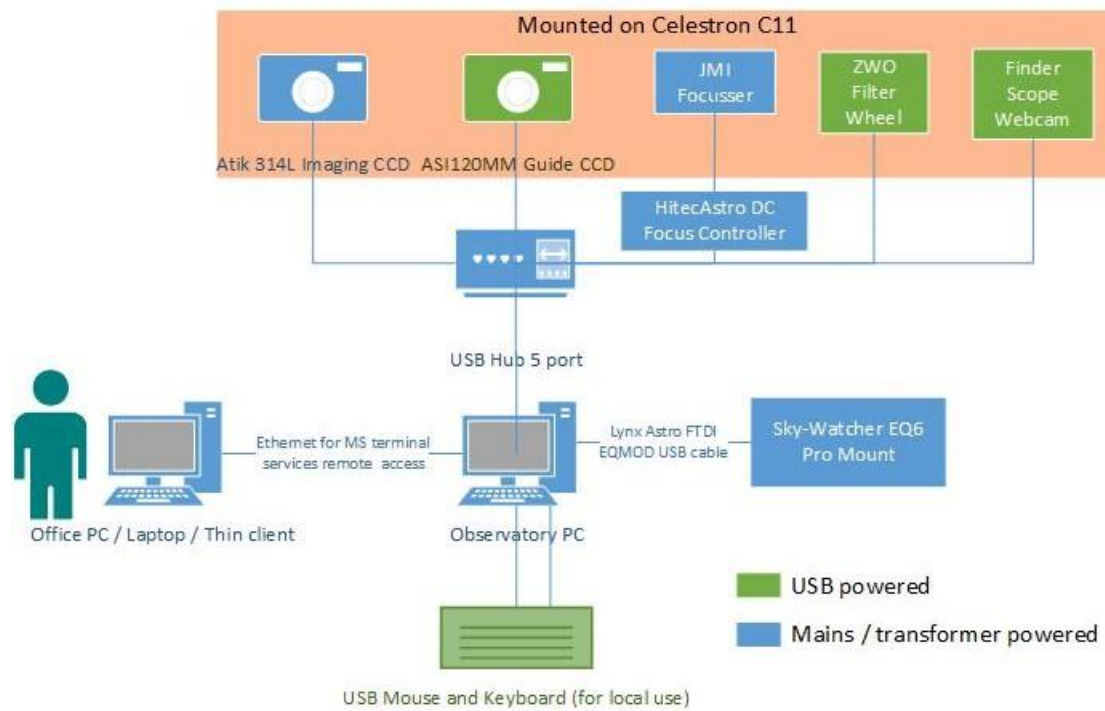 Mounted on Celestron C11
JMI
Focusser
ZWO
Filter
Wheel
Finder
Scope
Webcam
Atik 314L Imaging CCD
ASI120MM Guide CCD
HitecAstro DC
Focus Controller
USB Hub 5 port
Ethernet for MS terminal
services remote access
Lynx Astro FTDI
EQMOD USB cable
Sky-Watcher EQ6
Pro Mount
Office PC / Laptop / Thin client
Observatory PC
USB powered
Mains / transformer powered
USB Mouse and Keyboard (for local use)